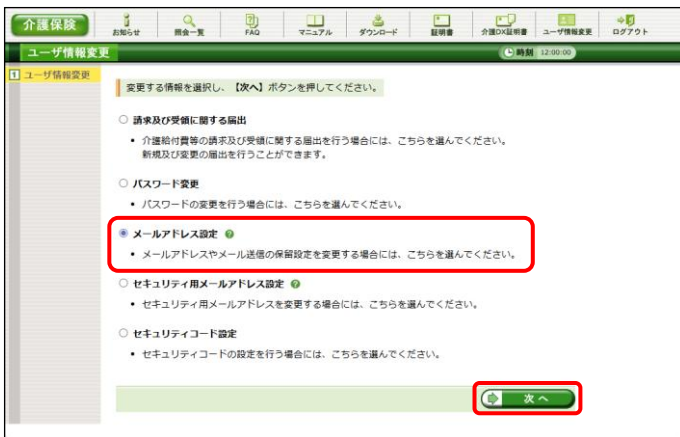 介護保険
お知らせ
照会一覧
FAQ
マニュアル
ダウンロード
証明書
介護DX証明書
ユーザ情報変更
ログアウト
ユーザ情報変更
時刻 12:00:00
1 ユーザ情報変更
変更する情報を選択し、【次へ】ボタンを押してください。
請求及び受領に関する届出
• 介護給付費等の請求及び受領に関する届出を行う場合には、こちらを選んでください。
新規及び変更の届出を行うことができます。
パスワード変更
• パスワードの変更を行う場合には、こちらを選んでください。
メールアドレス設定 ?
• メールアドレスやメール送信の保留設定を変更する場合には、こちらを選んでください。
セキュリティ用メールアドレス設定 ?
• セキュリティ用メールアドレスを変更する場合には、こちらを選んでください。
セキュリティコード設定
• セキュリティコードの設定を行う場合には、こちらを選んでください。
次へ